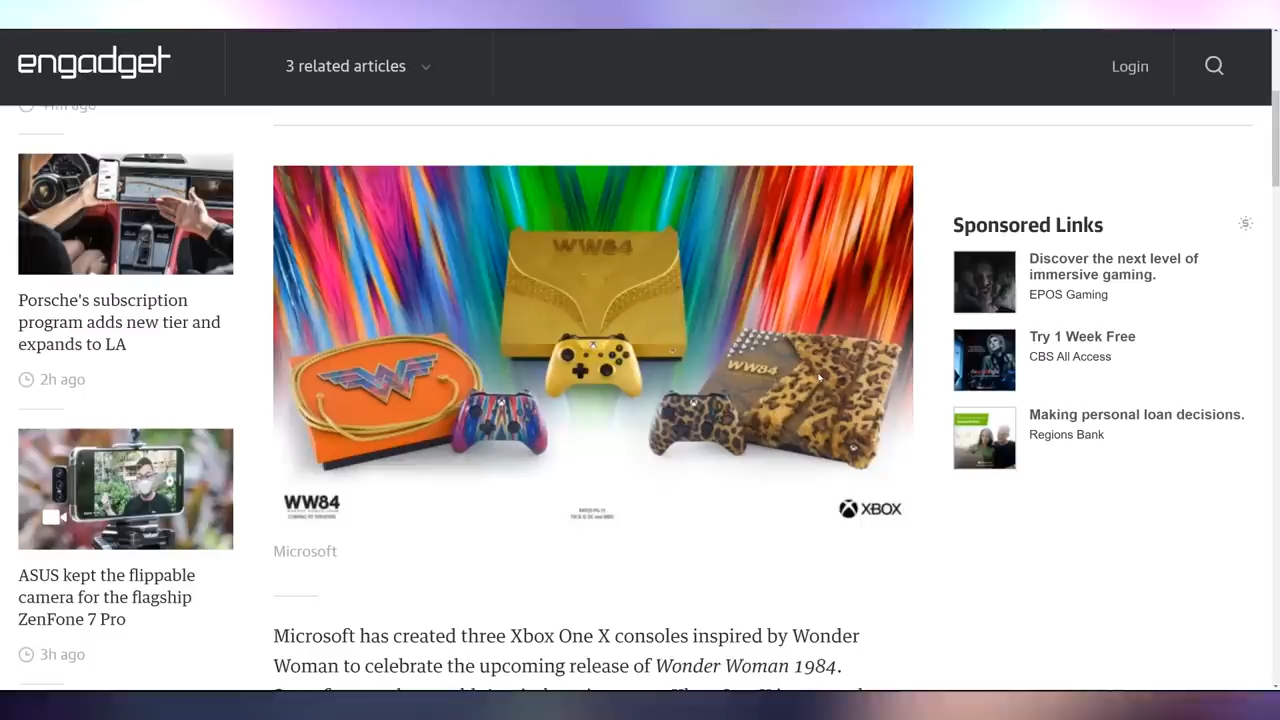 engadget
3 related articles
Login
ago
Porsche's subscription
program adds new tier and
expands to LA
2h ago
ASUS kept the flippable
camera for the flagship
ZenFone 7 Pro
3h ago
WW84
WW84
WW84
XBOX
Microsoft
Microsoft has created three Xbox One X consoles inspired by Wonder
Woman to celebrate the upcoming release of Wonder Woman 1984.
Sponsored Links
Discover the next level of
immersive gaming.
EPOS Gaming
Try 1 Week Free
CBS All Access
Making personal loan decisions.
Regions Bank